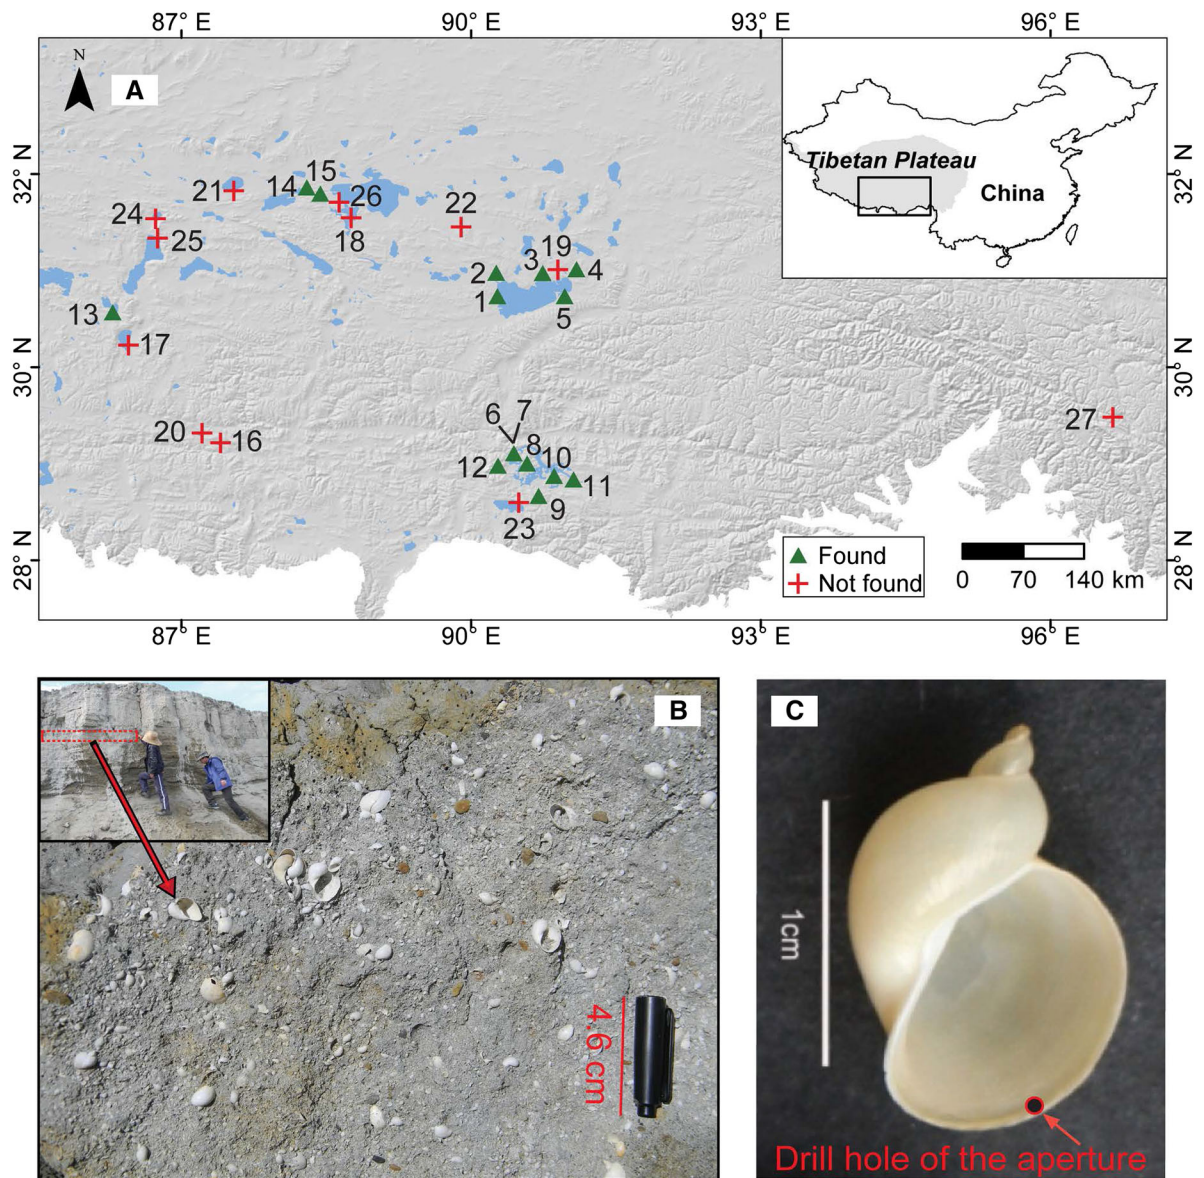 87° E 90° E 93° E 96° E
N
A
32° N
30° N
28° N
32° N
30° N
28° N
Tibetan Plateau
China
21
14
15
26
18
22
24
25
2
3
19
4
1
5
13
17
20
16
6
7
8
10
12
11
9
23
27
Found
Not found
0 70 140 km
87° E 90° E 93° E 96° E
B
4.6 cm
C
1cm
Drill hole of the aperture